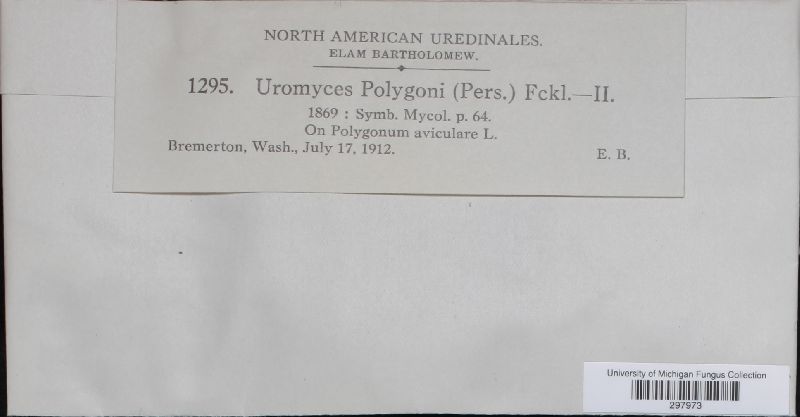 NORTH AMERICAN UREDINALES.
ELAM BARTHOLOMEW.
1295. Uromyces Polygoni (Pers.) Fckl.—II.
1869 : Symb. Mycol. p. 64.
On Polygonum aviculare L.
Bremerton, Wash., July 17, 1912. E. B.
University of Michigan Fungus Collection
297973